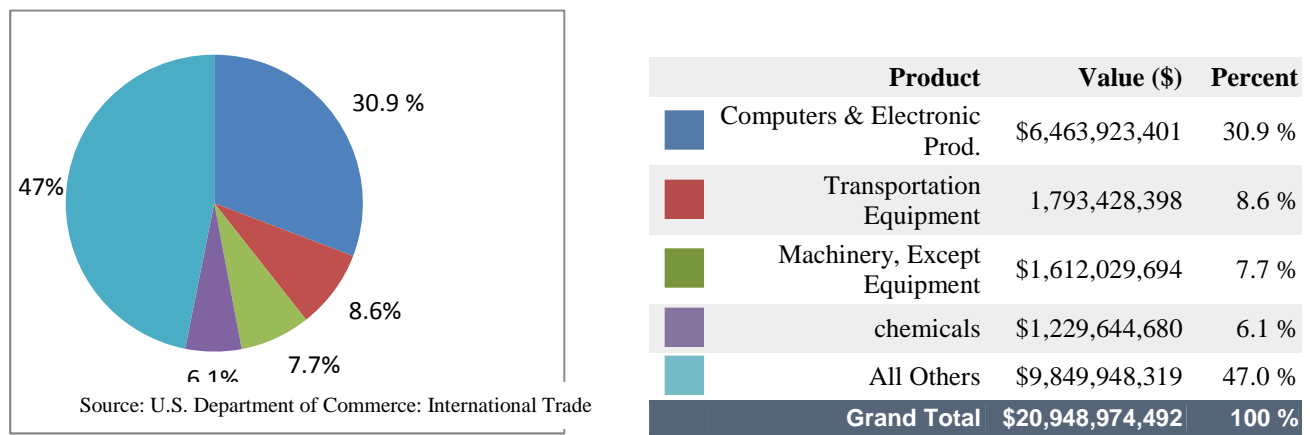 30.9 %
47%
8.6%
7.7%
6.1%
Source: U.S. Department of Commerce: International Trade
Product Value ($) Percent
Computers & Electronic
Prod. $6,463,923,401 30.9 %
Transportation
Equipment 1,793,428,398 8.6 %
Machinery, Except
Equipment $1,612,029,694 7.7 %
chemicals $1,229,644,680 6.1 %
All Others $9,849,948,319 47.0 %
Grand Total $20,948,974,492 100 %